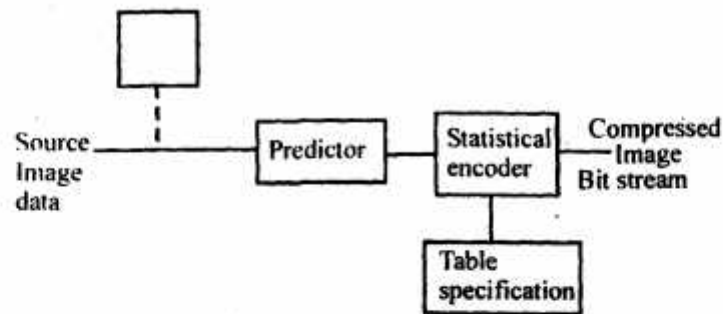 Source
Image
data
Predictor
Statistical
encoder
Compressed
Image
Bit stream
Table
specification